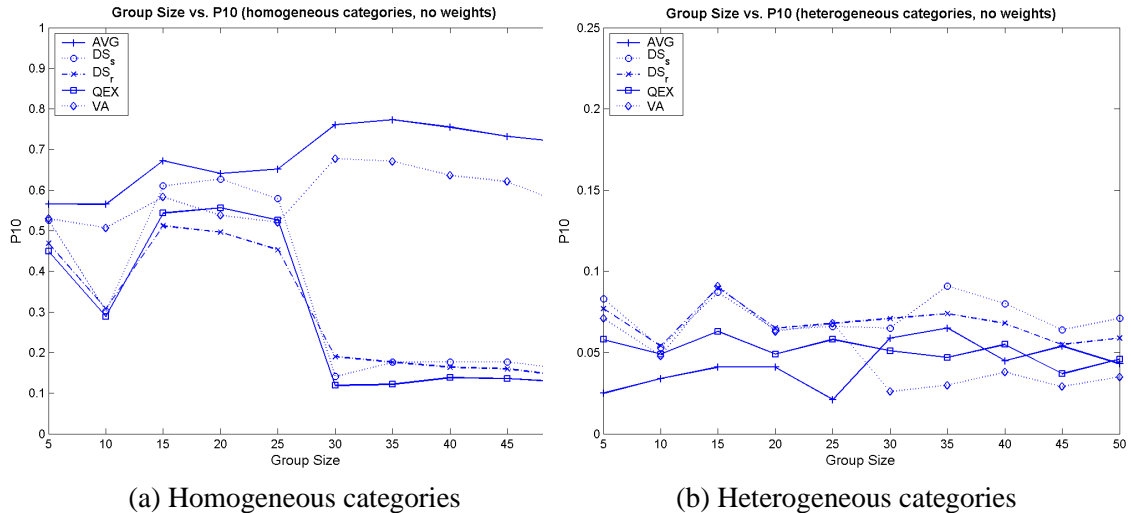 Group Size vs. P10 (homogeneous categories, no weights)
1
0.9
0.8
0.7
0.6
0.5
0.4
0.3
0.2
0.1
0
P10
AVG
DSs
DSr
QEX
VA
5 10 15 20 25 30 35 40 45
Group Size
(a) Homogeneous categories
Group Size vs. P10 (heterogeneous categories, no weights)
0.25
0.2
0.15
0.1
0.05
0
P10
AVG
DSs
DSr
QEX
VA
5 10 15 20 25 30 35 40 45 50
Group Size
(b) Heterogeneous categories